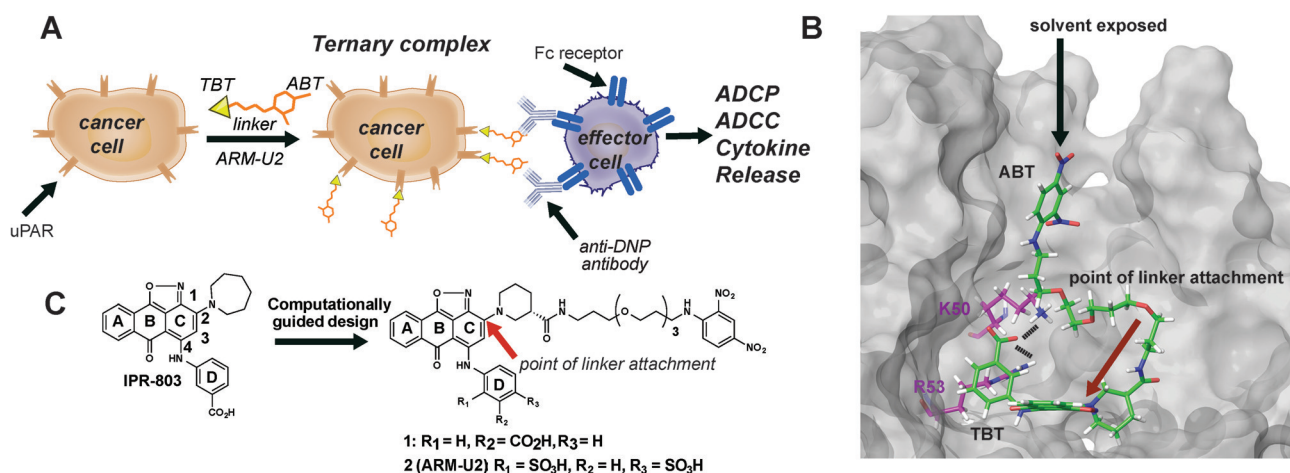 A
Ternary complex
TBT
ABT
linker
ARM-U2
cancer
cell
cancer
cell
uPAR
Fc receptor
effector
cell
anti-DNP
antibody
ADCP
ADCC
Cytokine
Release
B
solvent exposed
ABT
point of linker attachment
K50
R53
TBT
C
O
N
1
A
B
C
2
3
4
N
O
HN
D
CO2H
IPR-803
Computationally
guided design
O
N
A
B
C
N
O
H
N
O
3
H
N
NO2
NO2
O
HN
D
R1
R2
R3
point of linker attachment
1: R1 = H, R2 = CO2H, R3 = H
2 (ARM-U2) R1 = SO3H, R2 = H, R3 = SO3H